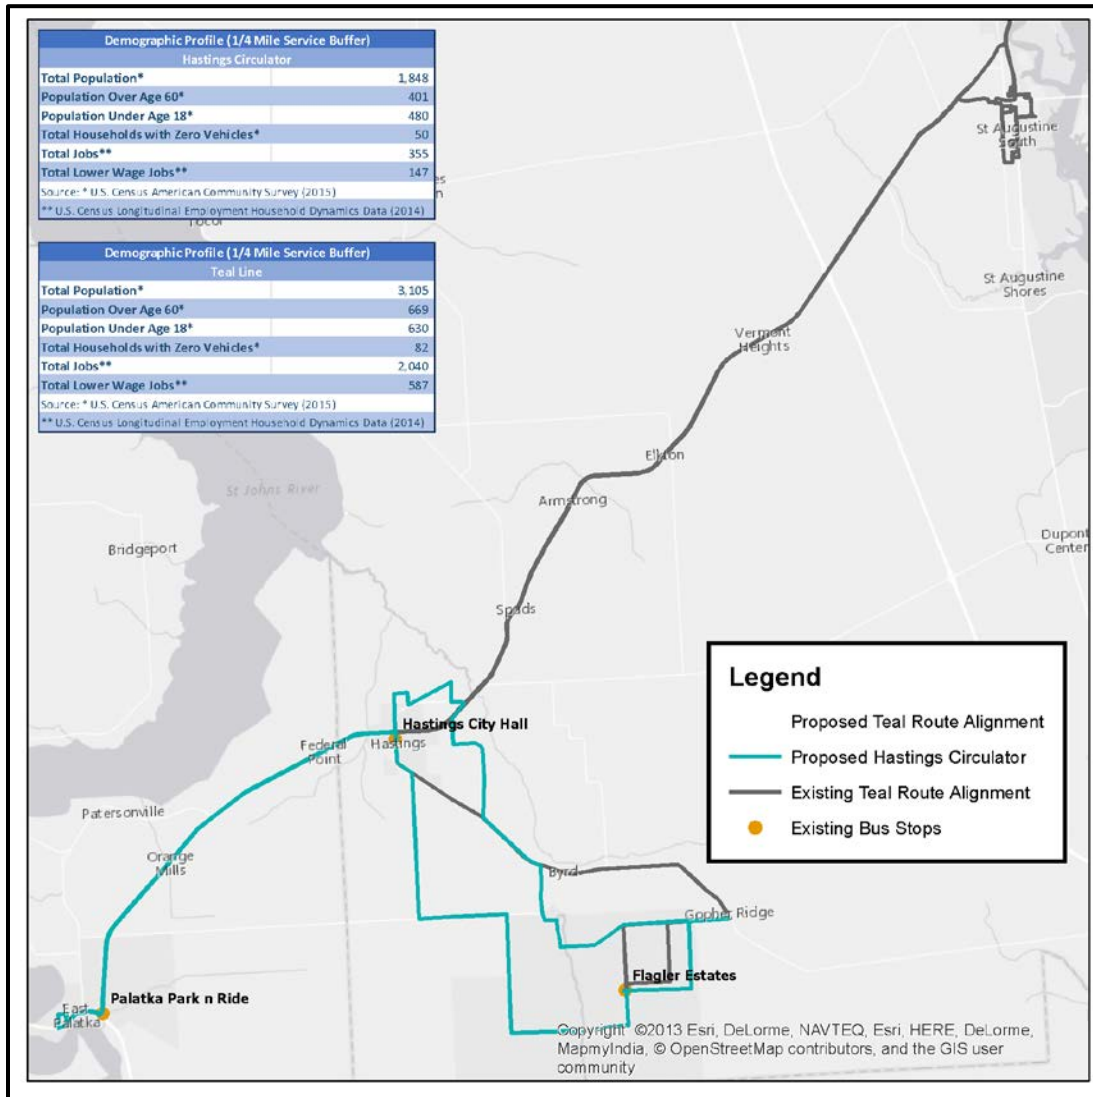 Demographic Profile (1/4 Mile Service Buffer)
Hastings Circulator
Total Population* 1,848
Population Over Age 60* 401
Population Under Age 18* 480
Total Households with Zero Vehicles* 50
Total Jobs** 355
Total Lower Wage Jobs** 147
Source: * U.S. Census American Community Survey (2015)
** U.S. Census Longitudinal Employment Household Dynamics Data (2014)
Demographic Profile (1/4 Mile Service Buffer)
Teal Line
Total Population* 3,105
Population Over Age 60* 669
Population Under Age 18* 630
Total Households with Zero Vehicles* 82
Total Jobs** 2,040
Total Lower Wage Jobs** 587
Source: * U.S. Census American Community Survey (2015)
** U.S. Census Longitudinal Employment Household Dynamics Data (2014)
St Augustine
South
St Augustine
Shores
Vermont
Heights
Elkton
Armstrong
St Johns River
Bridgeport
Dupont
Center
Spuds
Hastings City Hall
Hastings
Federal
Point
Patersonville
Orange
Mills
Byrd
Gopher Ridge
Flagler Estates
Palatka Park n Ride
East
Palatka
Legend
Proposed Teal Route Alignment
Proposed Hastings Circulator
Existing Teal Route Alignment
Existing Bus Stops
Copyright ©2013 Esri, DeLorme, NAVTEQ, Esri, HERE, DeLorme,
MapmyIndia, © OpenStreetMap contributors, and the GIS user
community